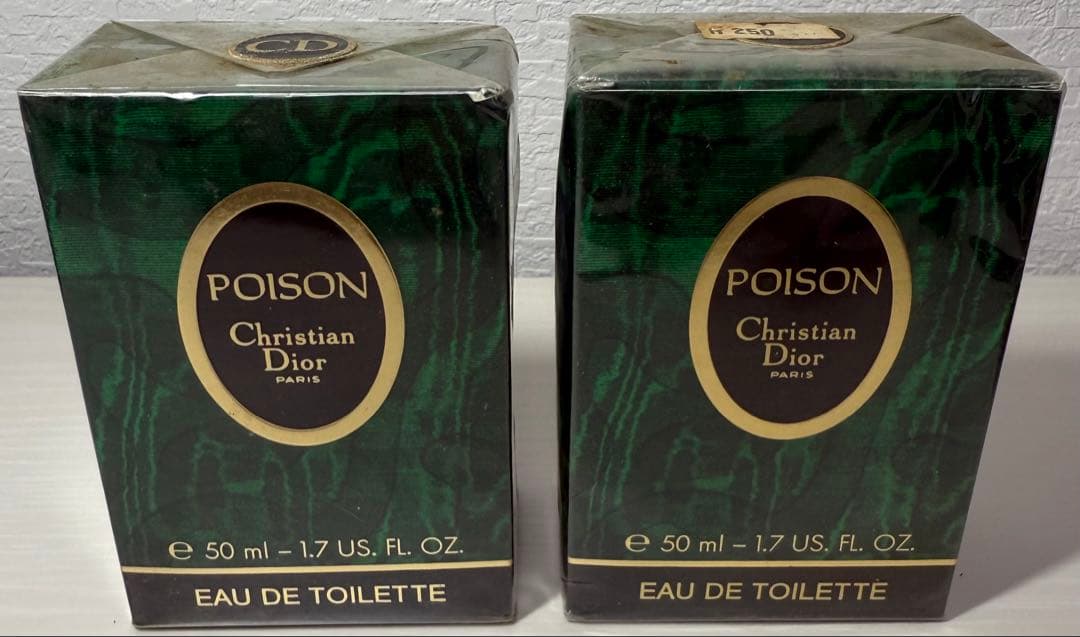 CD
POISON
Christian
Dior
PARIS
e 50 ml – 1.7 US. FL. OZ.
EAU DE TOILETTE
250
POISON
Christian
Dior
PARIS
e 50 ml – 1.7 US. FL. OZ.
EAU DE TOILETTE